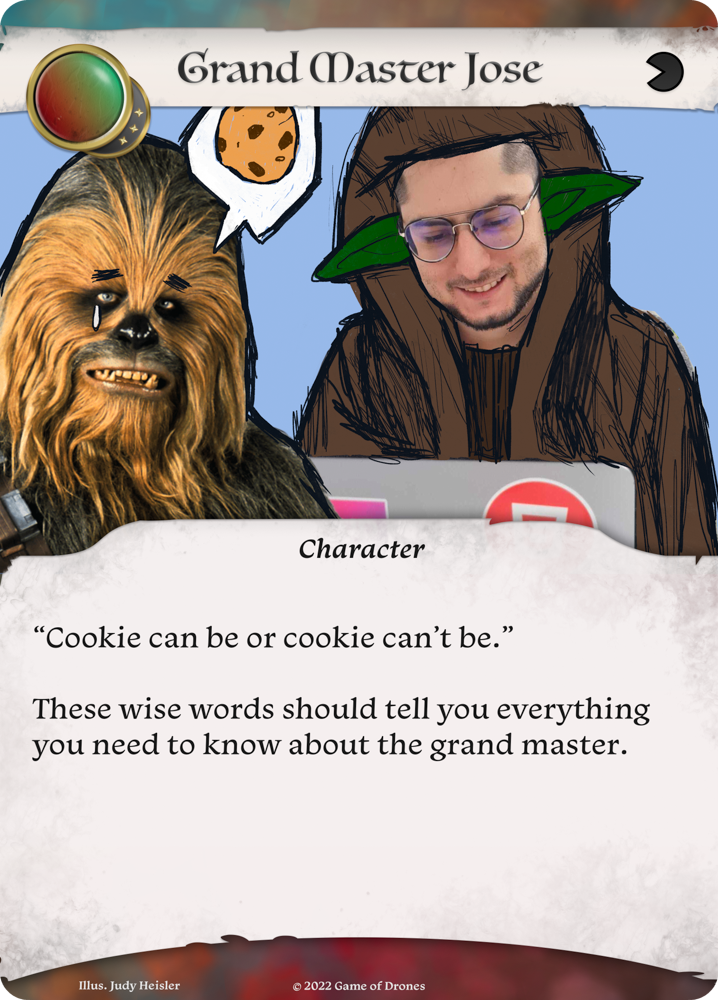 Grand Master Jose
Character
“Cookie can be or cookie can’t be.”
These wise words should tell you everything
you need to know about the grand master.
Illus. Judy Heisler
© 2022 Game of Drones